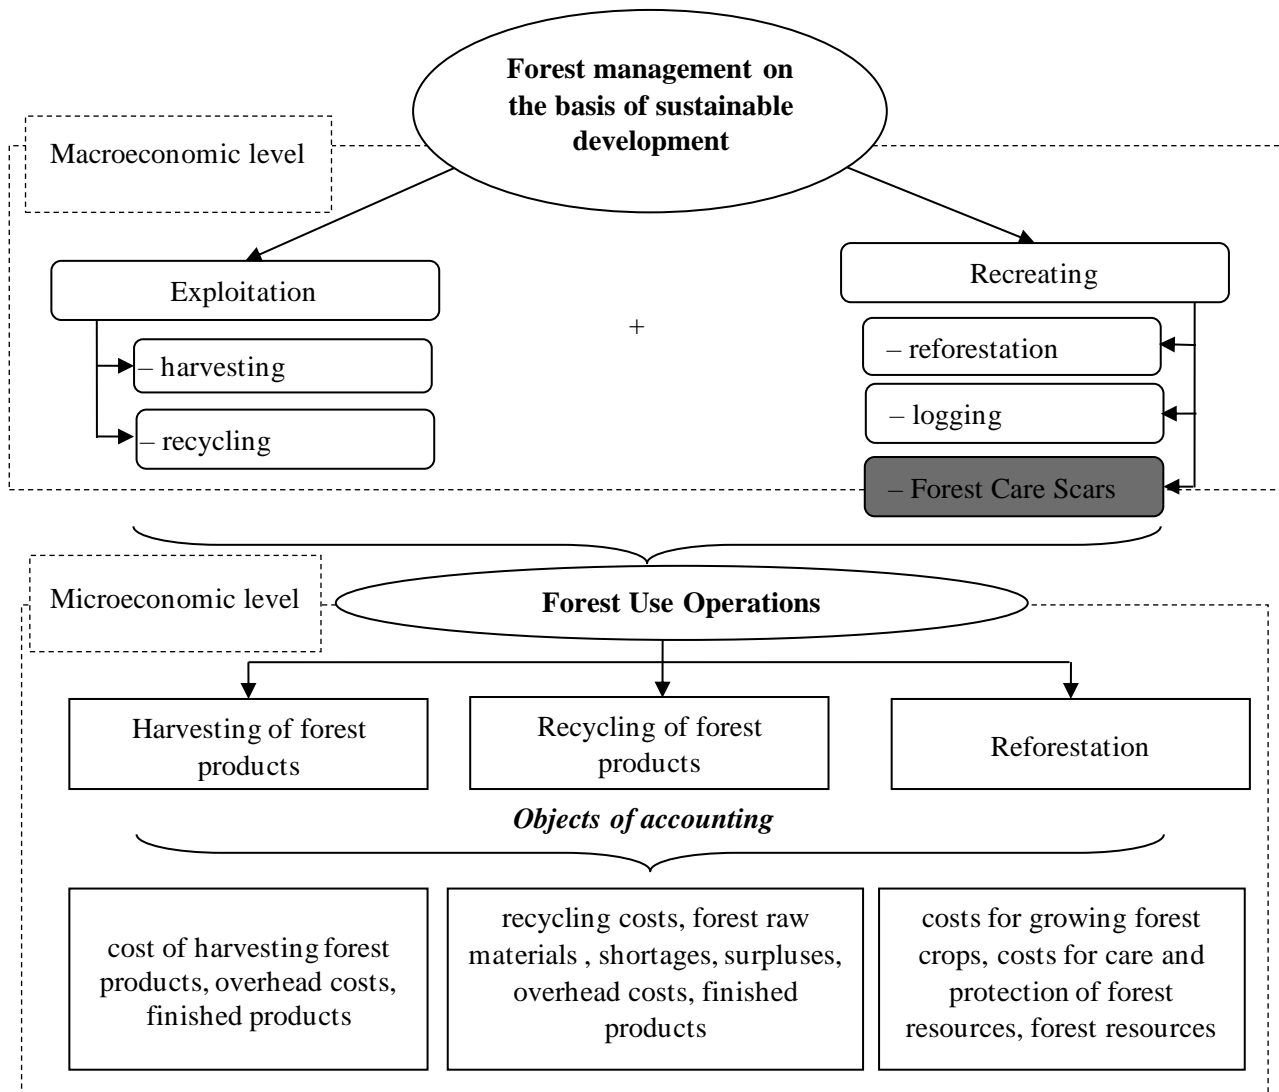 Forest management on
the basis of sustainable
development
Macroeconomic level
Exploitation
– harvesting
– recycling
+
Recreating
– reforestation
– logging
– Forest Care Scars
Microeconomic level
Forest Use Operations
Harvesting of forest
products
Recycling of forest
products
Reforestation
Objects of accounting
cost of harvesting forest
products, overhead costs,
finished products
recycling costs, forest raw
materials , shortages, surpluses,
overhead costs, finished
products
costs for growing forest
crops, costs for care and
protection of forest
resources, forest resources